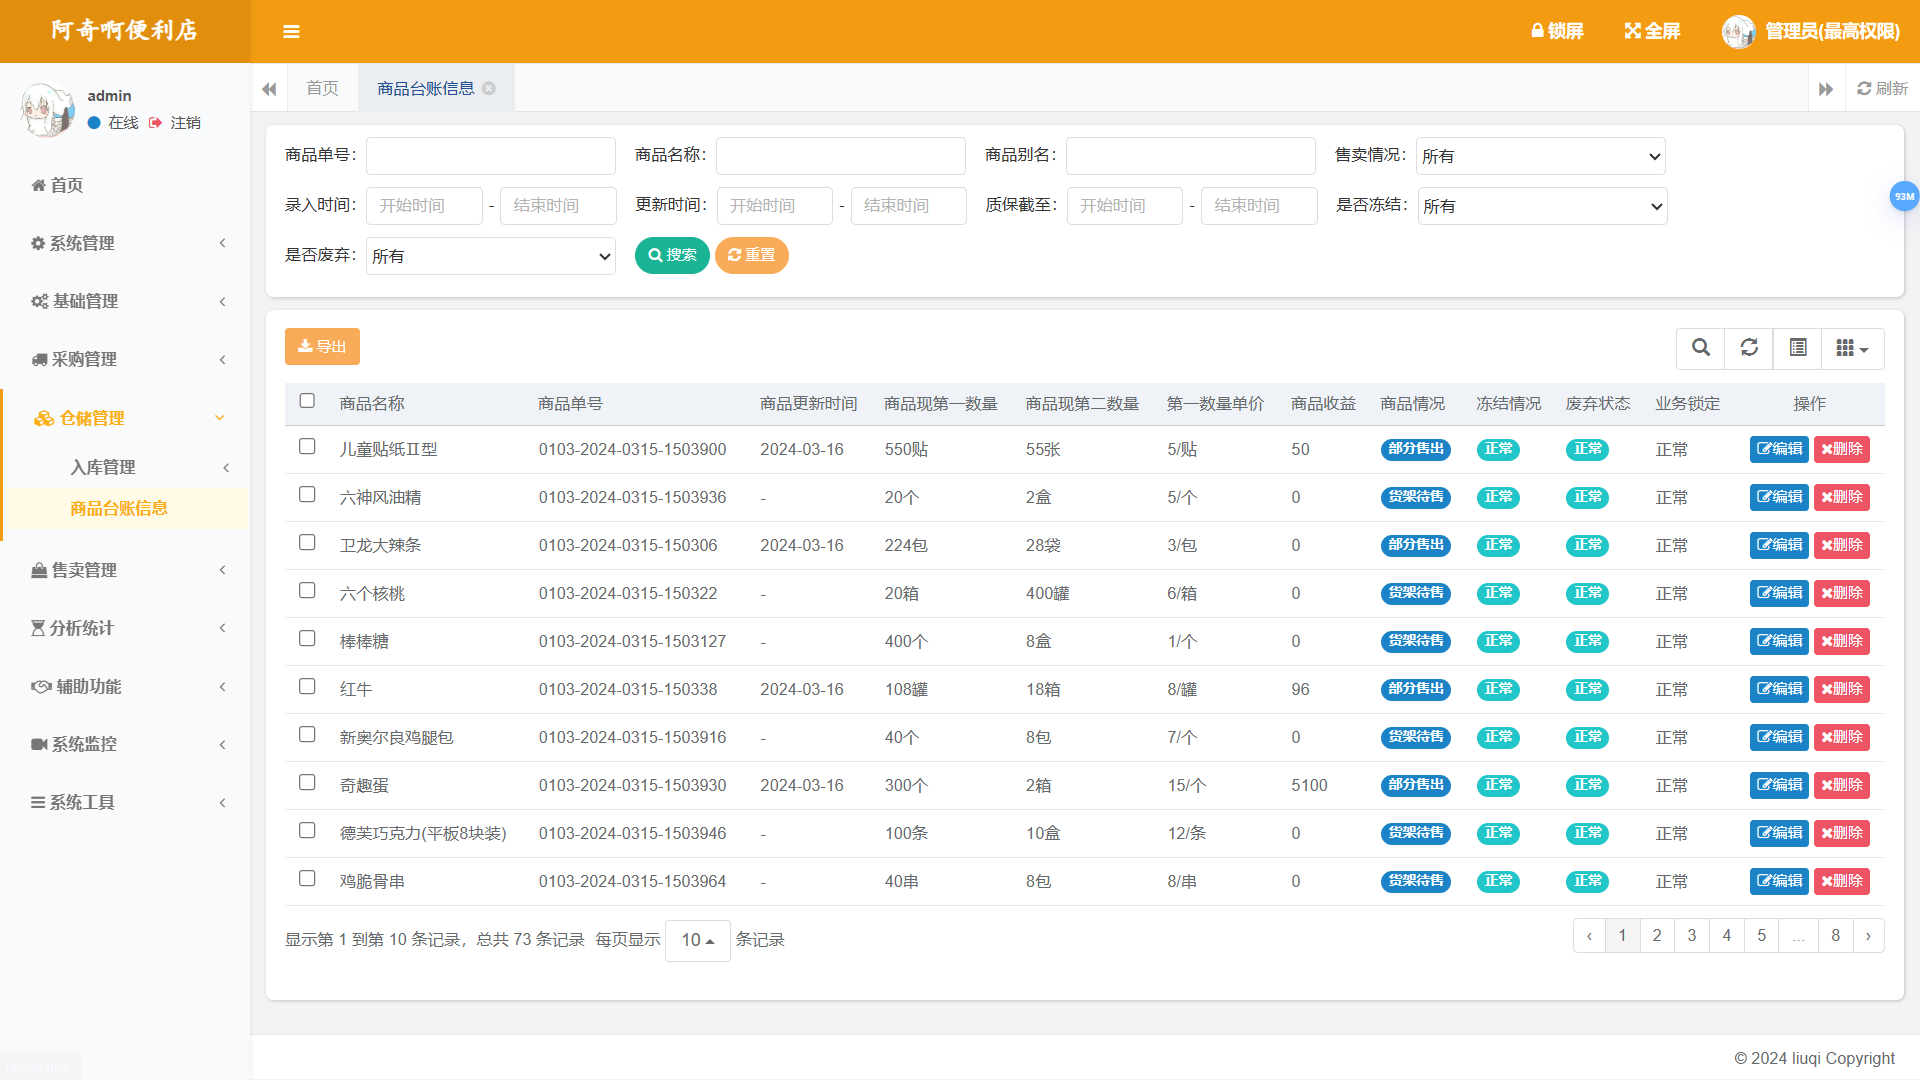 阿奇啊便利店
锁屏 全屏 管理员(最高权限)
admin
在线 注销
首页 商品台账信息 刷新
首页
系统管理
基础管理
采购管理
仓储管理
入库管理
商品台账信息
售卖管理
分析统计
辅助功能
系统监控
系统工具
商品单号： 商品名称： 商品别名： 售卖情况： 所有
录入时间： 开始时间 - 结束时间 更新时间： 开始时间 - 结束时间 质保截至： 开始时间 - 结束时间 是否冻结： 所有
93M
是否废弃： 所有 搜索 重置
导出
商品名称 商品单号 商品更新时间 商品现第一数量 商品现第二数量 第一数量单价 商品收益 商品情况 冻结情况 废弃状态 业务锁定 操作
儿童贴纸II型 0103-2024-0315-1503900 2024-03-16 550贴 55张 5/贴 50 部分售出 正常 正常 正常 编辑 删除
六神风油精 0103-2024-0315-1503936 - 20个 2盒 5/个 0 货架待售 正常 正常 正常 编辑 删除
卫龙大辣条 0103-2024-0315-150306 2024-03-16 224包 28袋 3/包 0 部分售出 正常 正常 正常 编辑 删除
六个核桃 0103-2024-0315-150322 - 20箱 400罐 6/箱 0 货架待售 正常 正常 正常 编辑 删除
棒棒糖 0103-2024-0315-1503127 - 400个 8盒 1/个 0 货架待售 正常 正常 正常 编辑 删除
红牛 0103-2024-0315-150338 2024-03-16 108罐 18箱 8/罐 96 部分售出 正常 正常 正常 编辑 删除
新奥尔良鸡腿包 0103-2024-0315-1503916 - 40个 8包 7/个 0 货架待售 正常 正常 正常 编辑 删除
奇趣蛋 0103-2024-0315-1503930 2024-03-16 300个 2箱 15/个 5100 部分售出 正常 正常 正常 编辑 删除
德芙巧克力(平板8块装) 0103-2024-0315-1503946 - 100条 10盒 12/条 0 货架待售 正常 正常 正常 编辑 删除
鸡脆骨串 0103-2024-0315-1503964 - 40串 8包 8/串 0 货架待售 正常 正常 正常 编辑 删除
显示第 1 到第 10 条记录，总共 73 条记录 每页显示 10 条记录
‹ 1 2 3 4 5 ... 8 ›
© 2024 liuqi Copyright